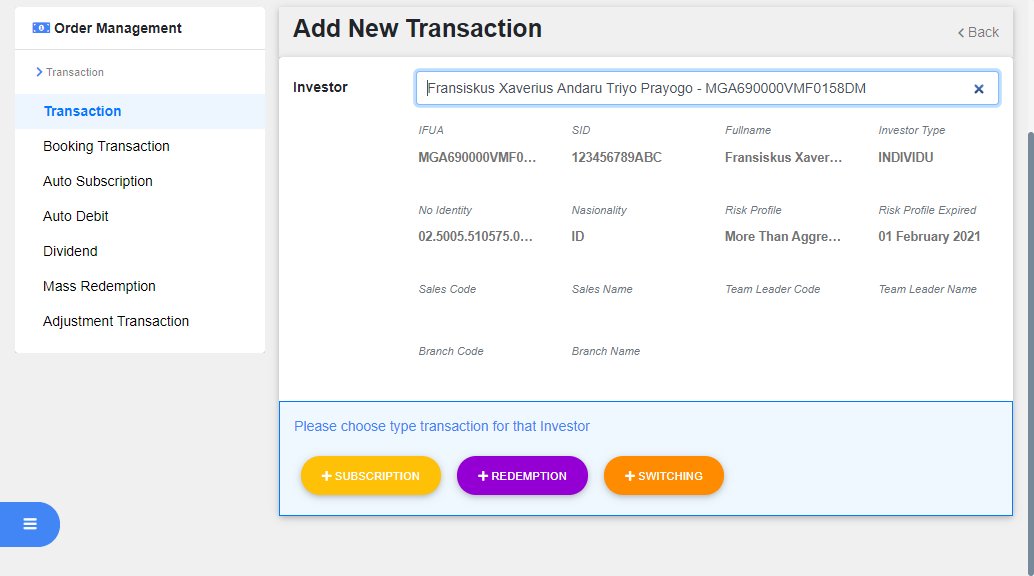 Order Management
Transaction
Transaction
Booking Transaction
Auto Subscription
Auto Debit
Dividend
Mass Redemption
Adjustment Transaction
Add New Transaction
Back
Investor
Fransiskus Xaverius Andaru Triyo Prayogo - MGA690000VMF0158DM
IFUA SID Fullname Investor Type
MGA690000VMF0... 123456789ABC Fransiskus Xaver... INDIVIDU
No Identity Nasionality Risk Profile Risk Profile Expired
02.5005.510575.0... ID More Than Aggre... 01 February 2021
Sales Code Sales Name Team Leader Code Team Leader Name
Branch Code Branch Name
Please choose type transaction for that Investor
+ SUBSCRIPTION + REDEMPTION + SWITCHING